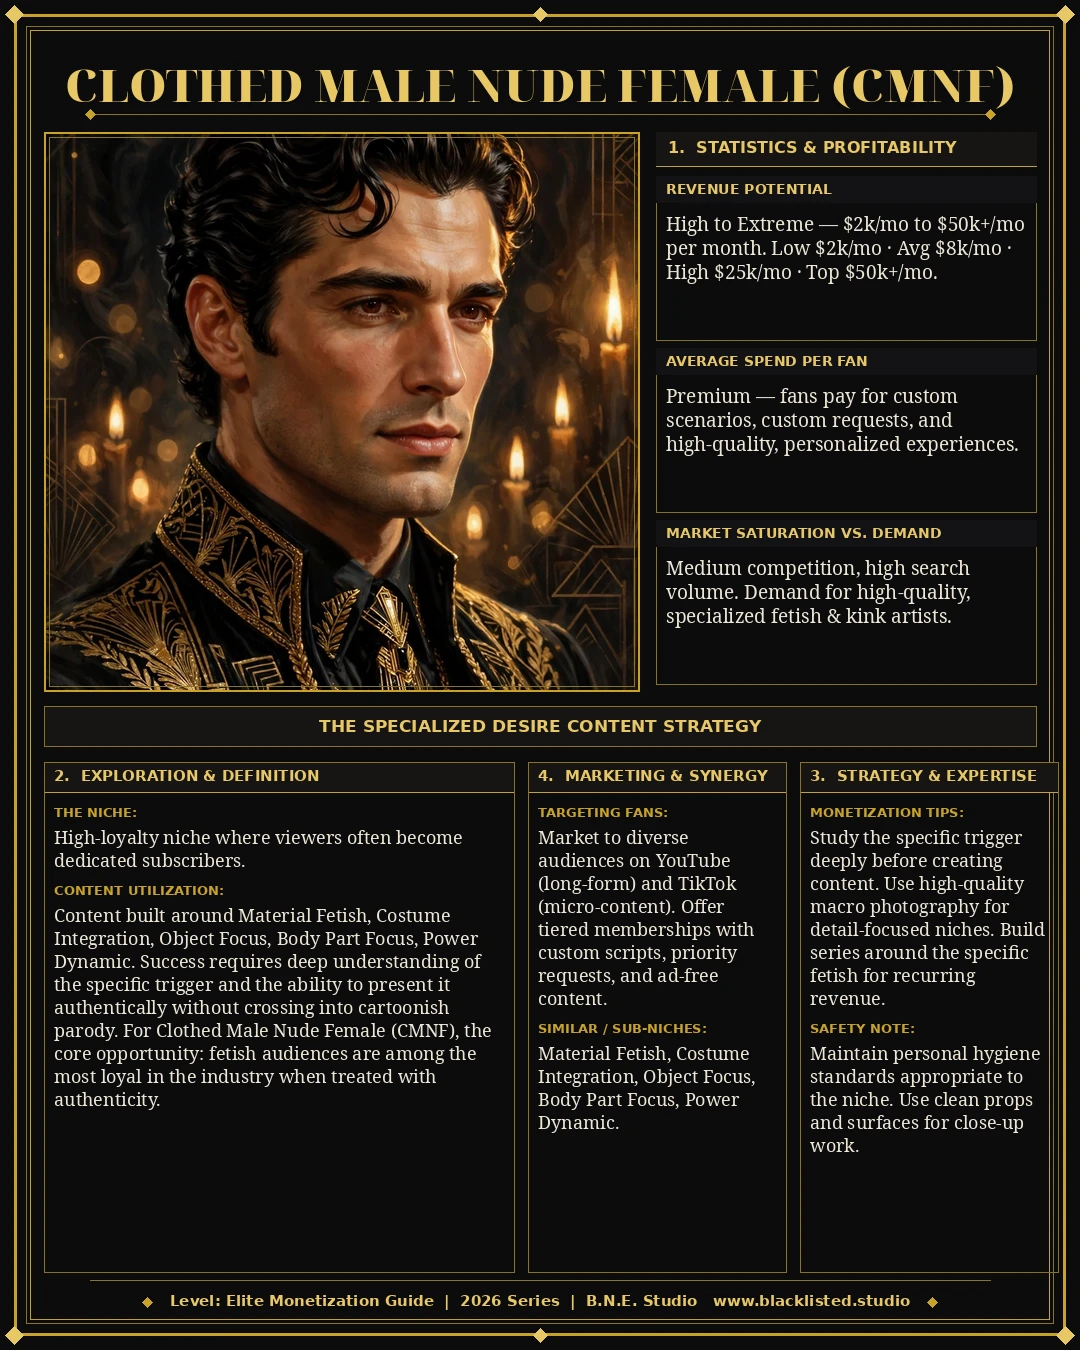 CLOTHED MALE NUDE FEMALE (CMNF)
1. STATISTICS & PROFITABILITY
REVENUE POTENTIAL
High to Extreme — $2k/mo to $50k+/mo
per month. Low $2k/mo · Avg $8k/mo ·
High $25k/mo · Top $50k+/mo.
AVERAGE SPEND PER FAN
Premium — fans pay for custom
scenarios, custom requests, and
high-quality, personalized experiences.
MARKET SATURATION VS. DEMAND
Medium competition, high search
volume. Demand for high-quality,
specialized fetish & kink artists.
THE SPECIALIZED DESIRE CONTENT STRATEGY
2. EXPLORATION & DEFINITION
THE NICHE:
High-loyalty niche where viewers often become
dedicated subscribers.
CONTENT UTILIZATION:
Content built around Material Fetish, Costume
Integration, Object Focus, Body Part Focus, Power
Dynamic. Success requires deep understanding of
the specific trigger and the ability to present it
authentically without crossing into cartoonish
parody. For Clothed Male Nude Female (CMNF), the
core opportunity: fetish audiences are among the
most loyal in the industry when treated with
authenticity.
4. MARKETING & SYNERGY
TARGETING FANS:
Market to diverse
audiences on YouTube
(long-form) and TikTok
(micro-content). Offer
tiered memberships with
custom scripts, priority
requests, and ad-free
content.
SIMILAR / SUB-NICHES:
Material Fetish, Costume
Integration, Object Focus,
Body Part Focus, Power
Dynamic.
3. STRATEGY & EXPERTISE
MONETIZATION TIPS:
Study the specific trigger
deeply before creating
content. Use high-quality
macro photography for
detail-focused niches. Build
series around the specific
fetish for recurring
revenue.
SAFETY NOTE:
Maintain personal hygiene
standards appropriate to
the niche. Use clean props
and surfaces for close-up
work.
Level: Elite Monetization Guide | 2026 Series | B.N.E. Studio www.blacklisted.studio